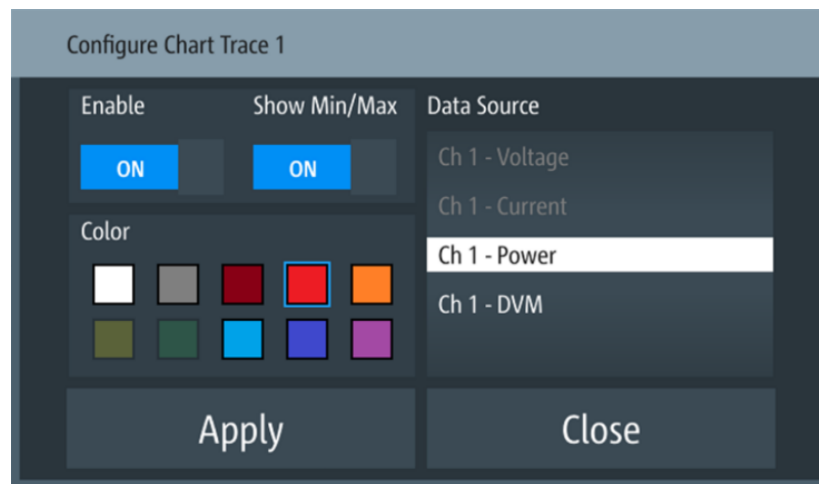 Configure Chart Trace 1
Enable
Show Min/Max
ON
ON
Color
Data Source
Ch 1 - Voltage
Ch 1 - Current
Ch 1 - Power
Ch 1 - DVM
Apply
Close